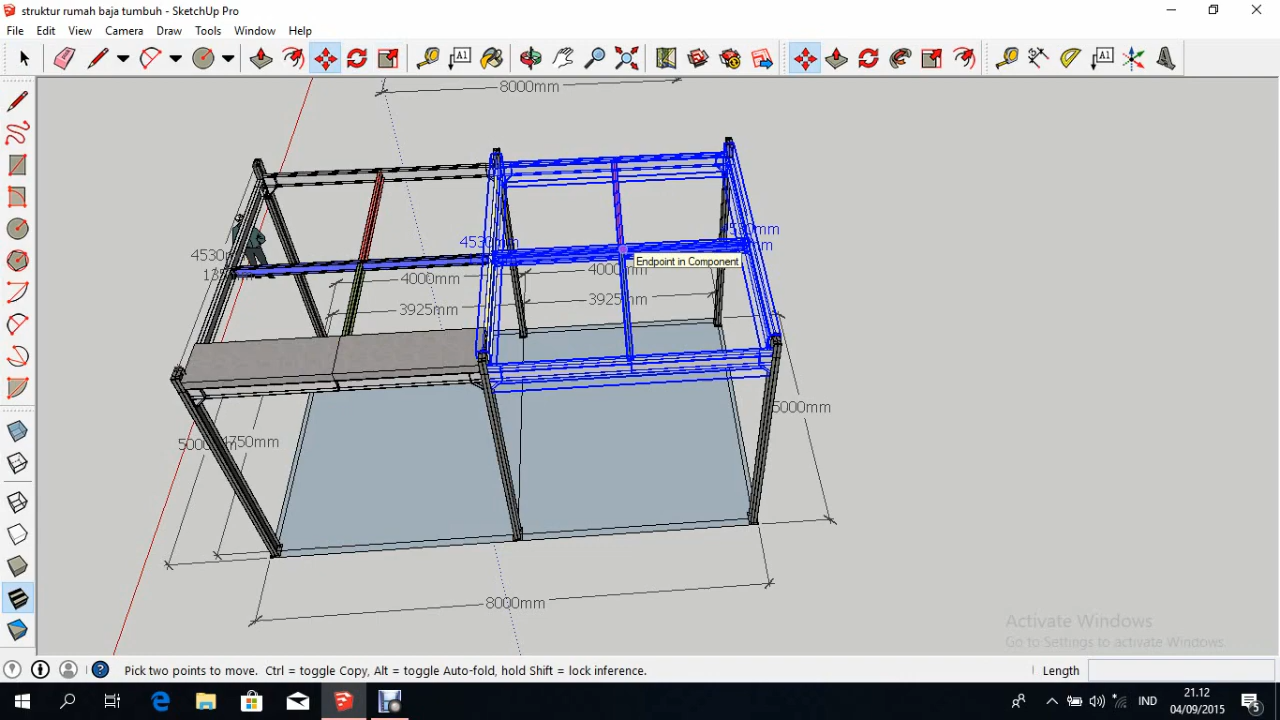 struktur rumah baja tumbuh - SketchUp Pro
File Edit View Camera Draw Tools Window Help
A1
A1
8000mm
4530mm
4530mm
4000mm
4000mm
Endpoint in Component
3925mm
3925mm
5000mm
4750mm
8000mm
Activate Windows
Go to Settings to activate Windows.
Pick two points to move. Ctrl = toggle Copy, Alt = toggle Auto-fold, hold Shift = lock inference.
Length
IND
21.12
04/09/2015
5